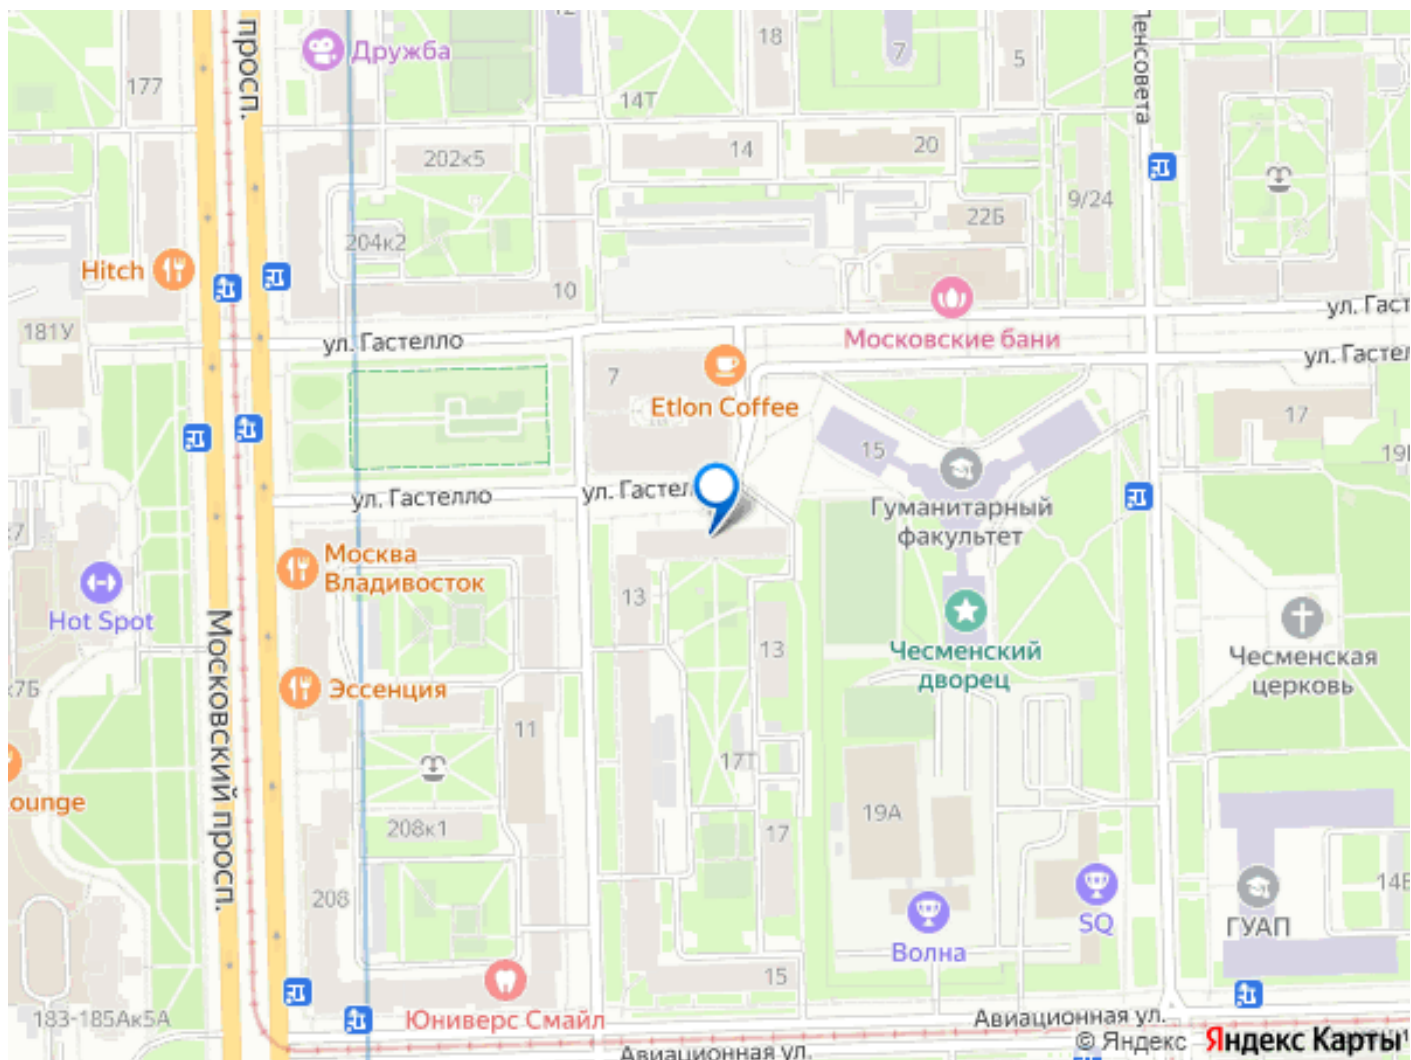 просп.
Дружба
12
18
7
5
Ленсовета
177
14Т
202к5
14
20
9/24
22Б
204к2
Hitch
10
ул. Гаст
181У
ул. Гастелло
Московские бани
ул. Гастел
7
Etlon Coffee
15
17
ул. Гастелло
ул. Гастел
Гуманитарный
факультет
Москва
Владивосток
Hot Spot
13
13
Московский просп.
Чесменский
дворец
Чесменская
церковь
к7Б
Эссенция
11
17Т
ounge
208к1
17
19А
208
SQ
ГУАП
Волна
15
183-185Ак5А
Юниверс Смайл
Авиационная ул.
Авиационная ул.
© Яндекс
Яндекс Карты